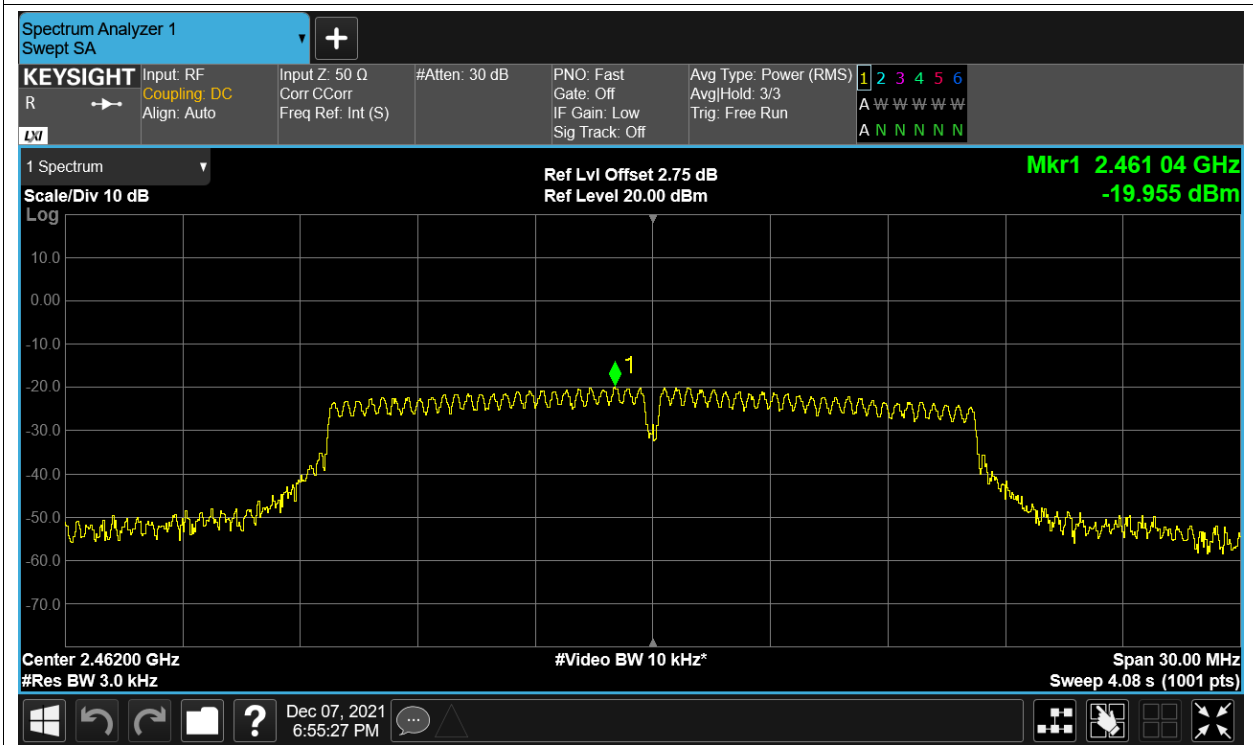 Spectrum Analyzer 1
Swept SA
KEYSIGHT
R
LXI
Input: RF
Coupling: DC
Align: Auto
Input Z: 50 Ω
Corr CCorr
Freq Ref: Int (S)
#Atten: 30 dB
PNO: Fast
Gate: Off
IF Gain: Low
Sig Track: Off
Avg Type: Power (RMS)
Avg|Hold: 3/3
Trig: Free Run
1 2 3 4 5 6
A W W W W W
A N N N N N
1 Spectrum
Scale/Div 10 dB
Log
Ref Lvl Offset 2.75 dB
Ref Level 20.00 dBm
Mkr1 2.461 04 GHz
-19.955 dBm
10.0
0.00
-10.0
-20.0
-30.0
-40.0
-50.0
-60.0
-70.0
1
Center 2.46200 GHz
#Res BW 3.0 kHz
#Video BW 10 kHz*
Span 30.00 MHz
Sweep 4.08 s (1001 pts)
?
Dec 07, 2021
6:55:27 PM